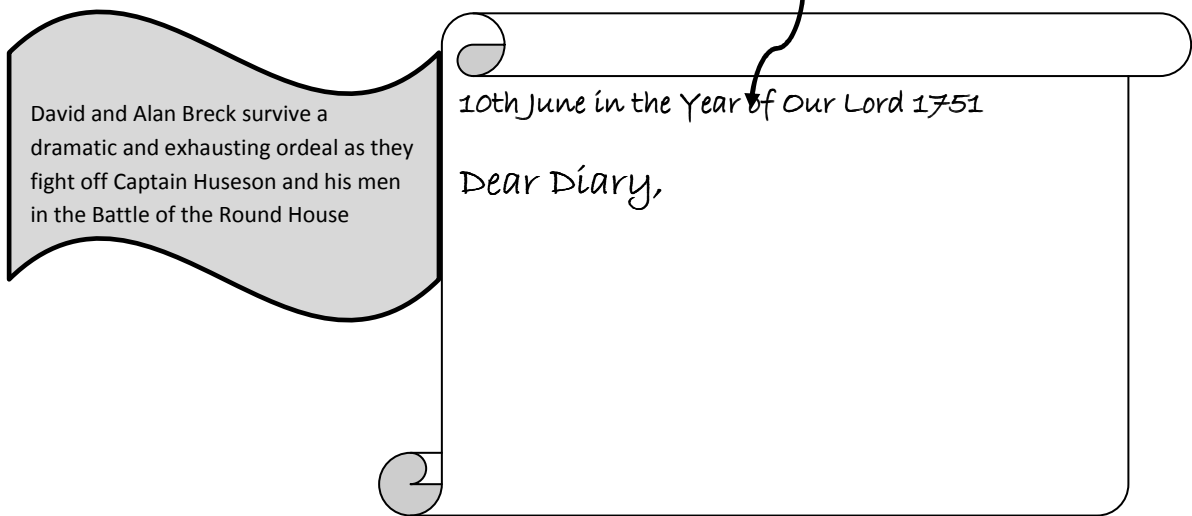 David and Alan Breck survive a
dramatic and exhausting ordeal as they
fight off Captain Huseson and his men
in the Battle of the Round House
10th June in the Year of Our Lord 1751
Dear Diary,